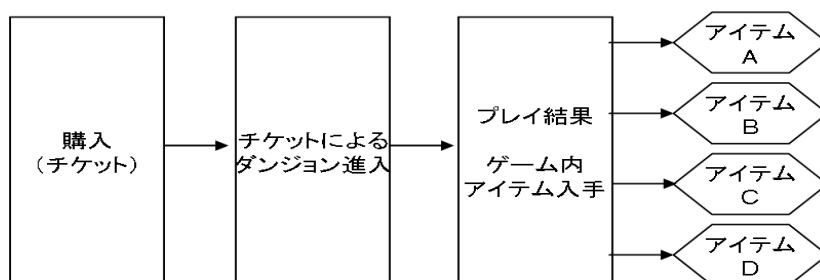 購入
(チケット)
チケットによる
ダンジョン進入
プレイ結果
ゲーム内
アイテム入手
アイテム
A
アイテム
B
アイテム
C
アイテム
D